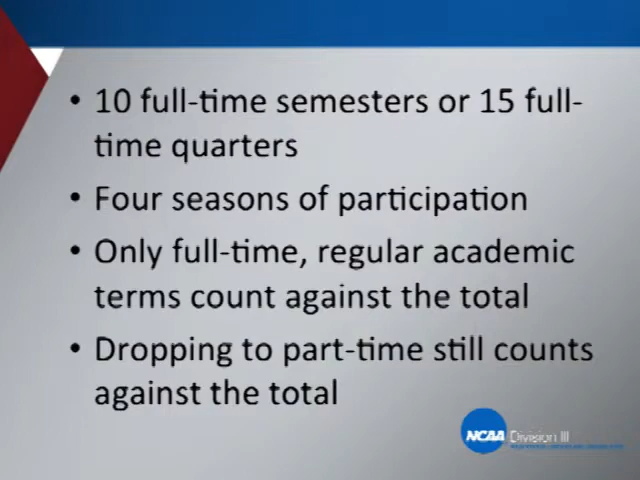 • 10 full-time semesters or 15 full-
time quarters
• Four seasons of participation
• Only full-time, regular academic
terms count against the total
• Dropping to part-time still counts
against the total
NCAA Division III